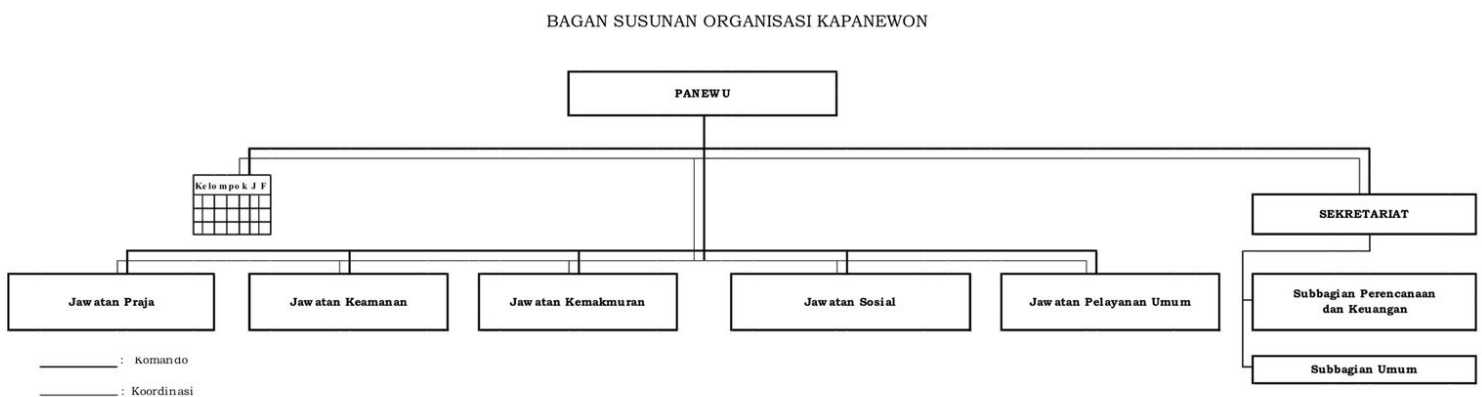 BAGAN SUSUNAN ORGANISASI KAPANEWON
PANEWU
Kelompok J F
SEKRETARIAT
Jawatan Praja
Jawatan Keamanan
Jawatan Kemakmuran
Jawatan Sosial
Jawatan Pelayanan Umum
Subbagian Perencanaan
dan Keuangan
Subbagian Umum
: Komando
: Koordinasi